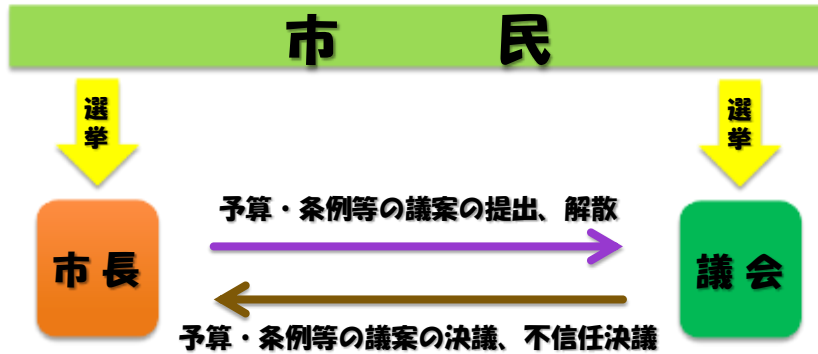 市民
選挙
選挙
予算・条例等の議案の提出、解散
市長
議会
予算・条例等の議案の決議、不信任決議